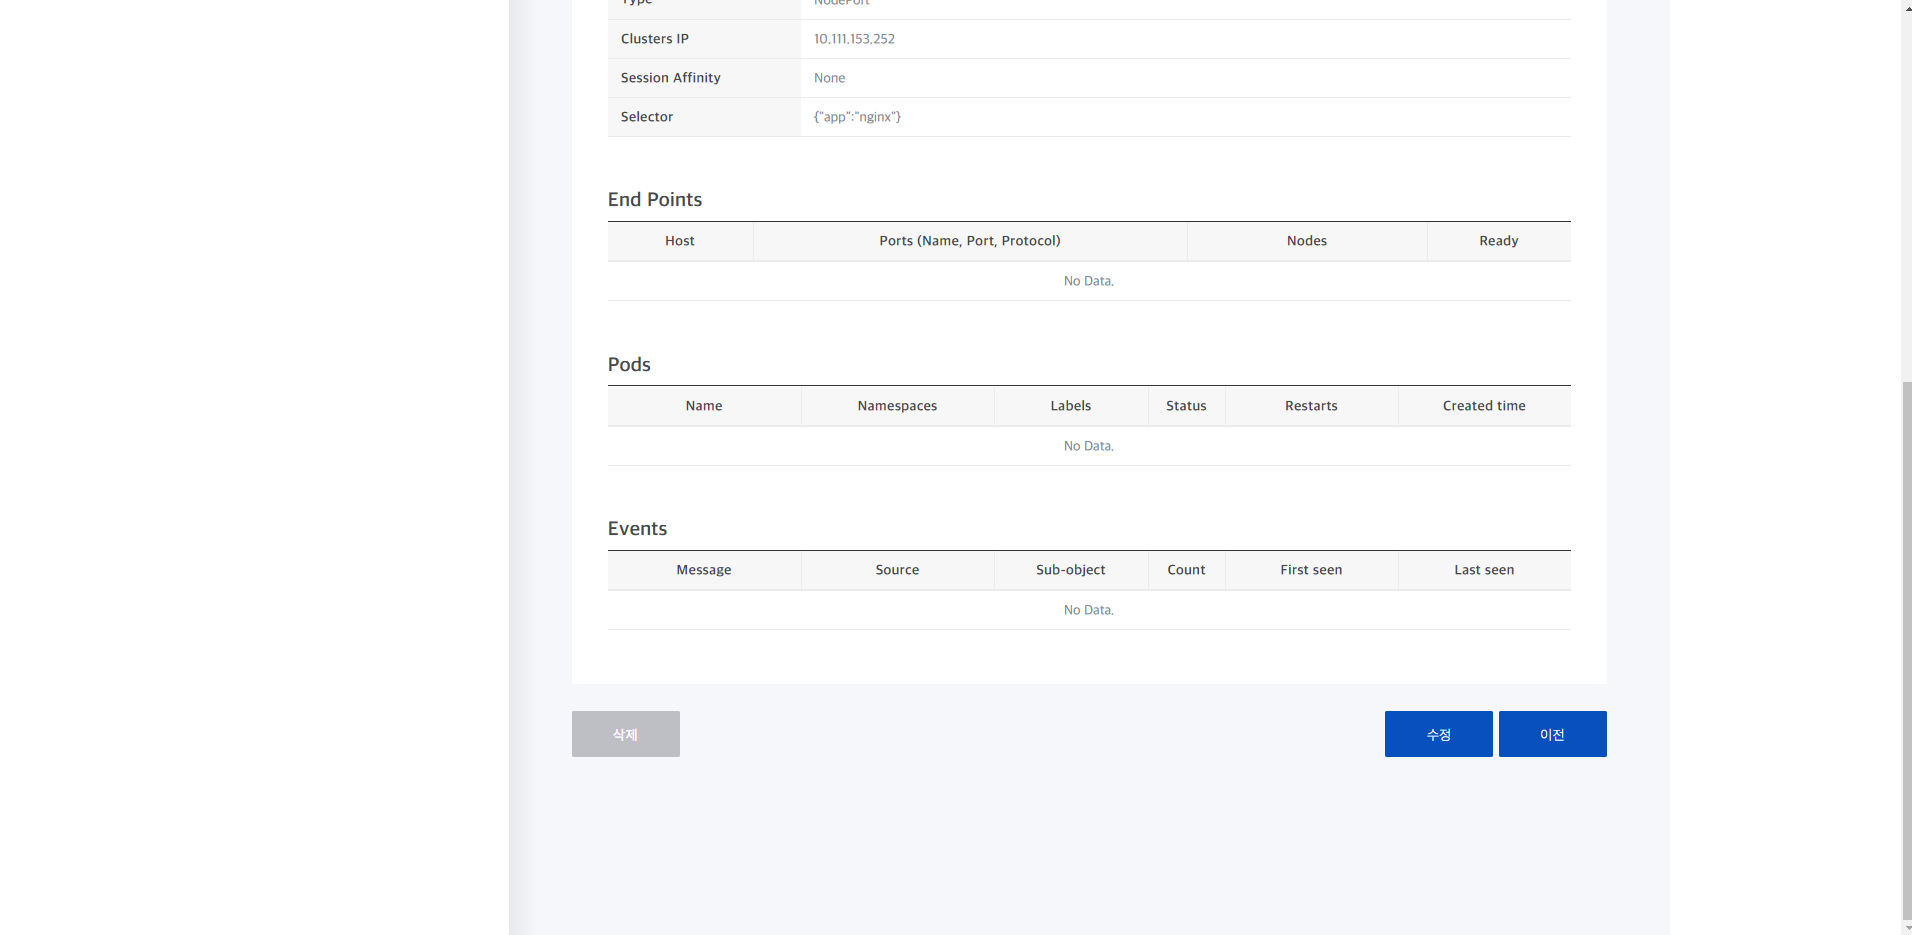 Type NodePort
Clusters IP 10.111.153.252
Session Affinity None
Selector {"app":"nginx"}
End Points
Host Ports (Name, Port, Protocol) Nodes Ready
No Data.
Pods
Name Namespaces Labels Status Restarts Created time
No Data.
Events
Message Source Sub-object Count First seen Last seen
No Data.
삭제 수정 이전